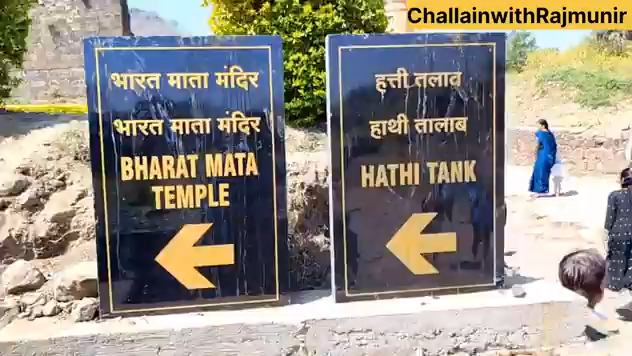 ChallainwithRajmunir
भारत माता मंदिर
भारत माता मंदिर
BHARAT MATA
TEMPLE
हत्ती तलाव
हाथी तालाब
HATHI TANK